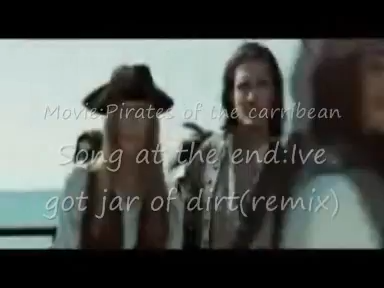 Movie:Pirates of the carribean
Song at the end:Ive
got jar of dirt(remix)